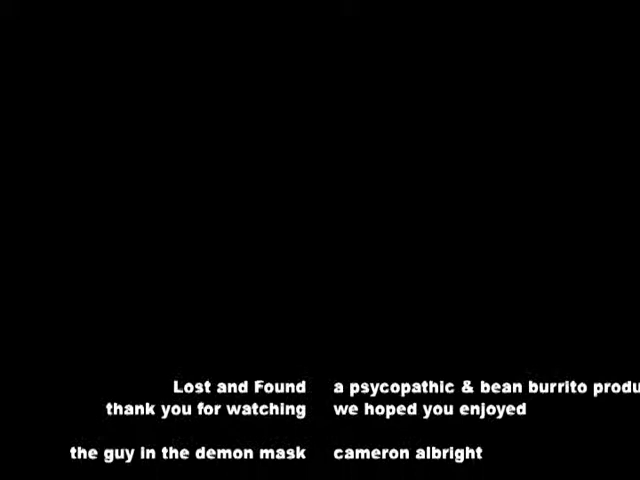 Lost and Found a psycopathic & bean burrito produ
thank you for watching we hoped you enjoyed
the guy in the demon mask cameron albright